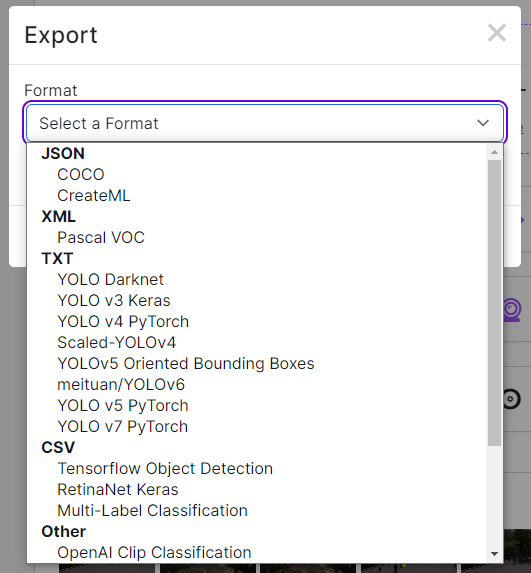 Export
Format
Select a Format
JSON
COCO
CreateML
XML
Pascal VOC
TXT
YOLO Darknet
YOLO v3 Keras
YOLO v4 PyTorch
Scaled-YOLOv4
YOLOv5 Oriented Bounding Boxes
meituan/YOLOv6
YOLO v5 PyTorch
YOLO v7 PyTorch
CSV
Tensorflow Object Detection
RetinaNet Keras
Multi-Label Classification
Other
OpenAI Clip Classification